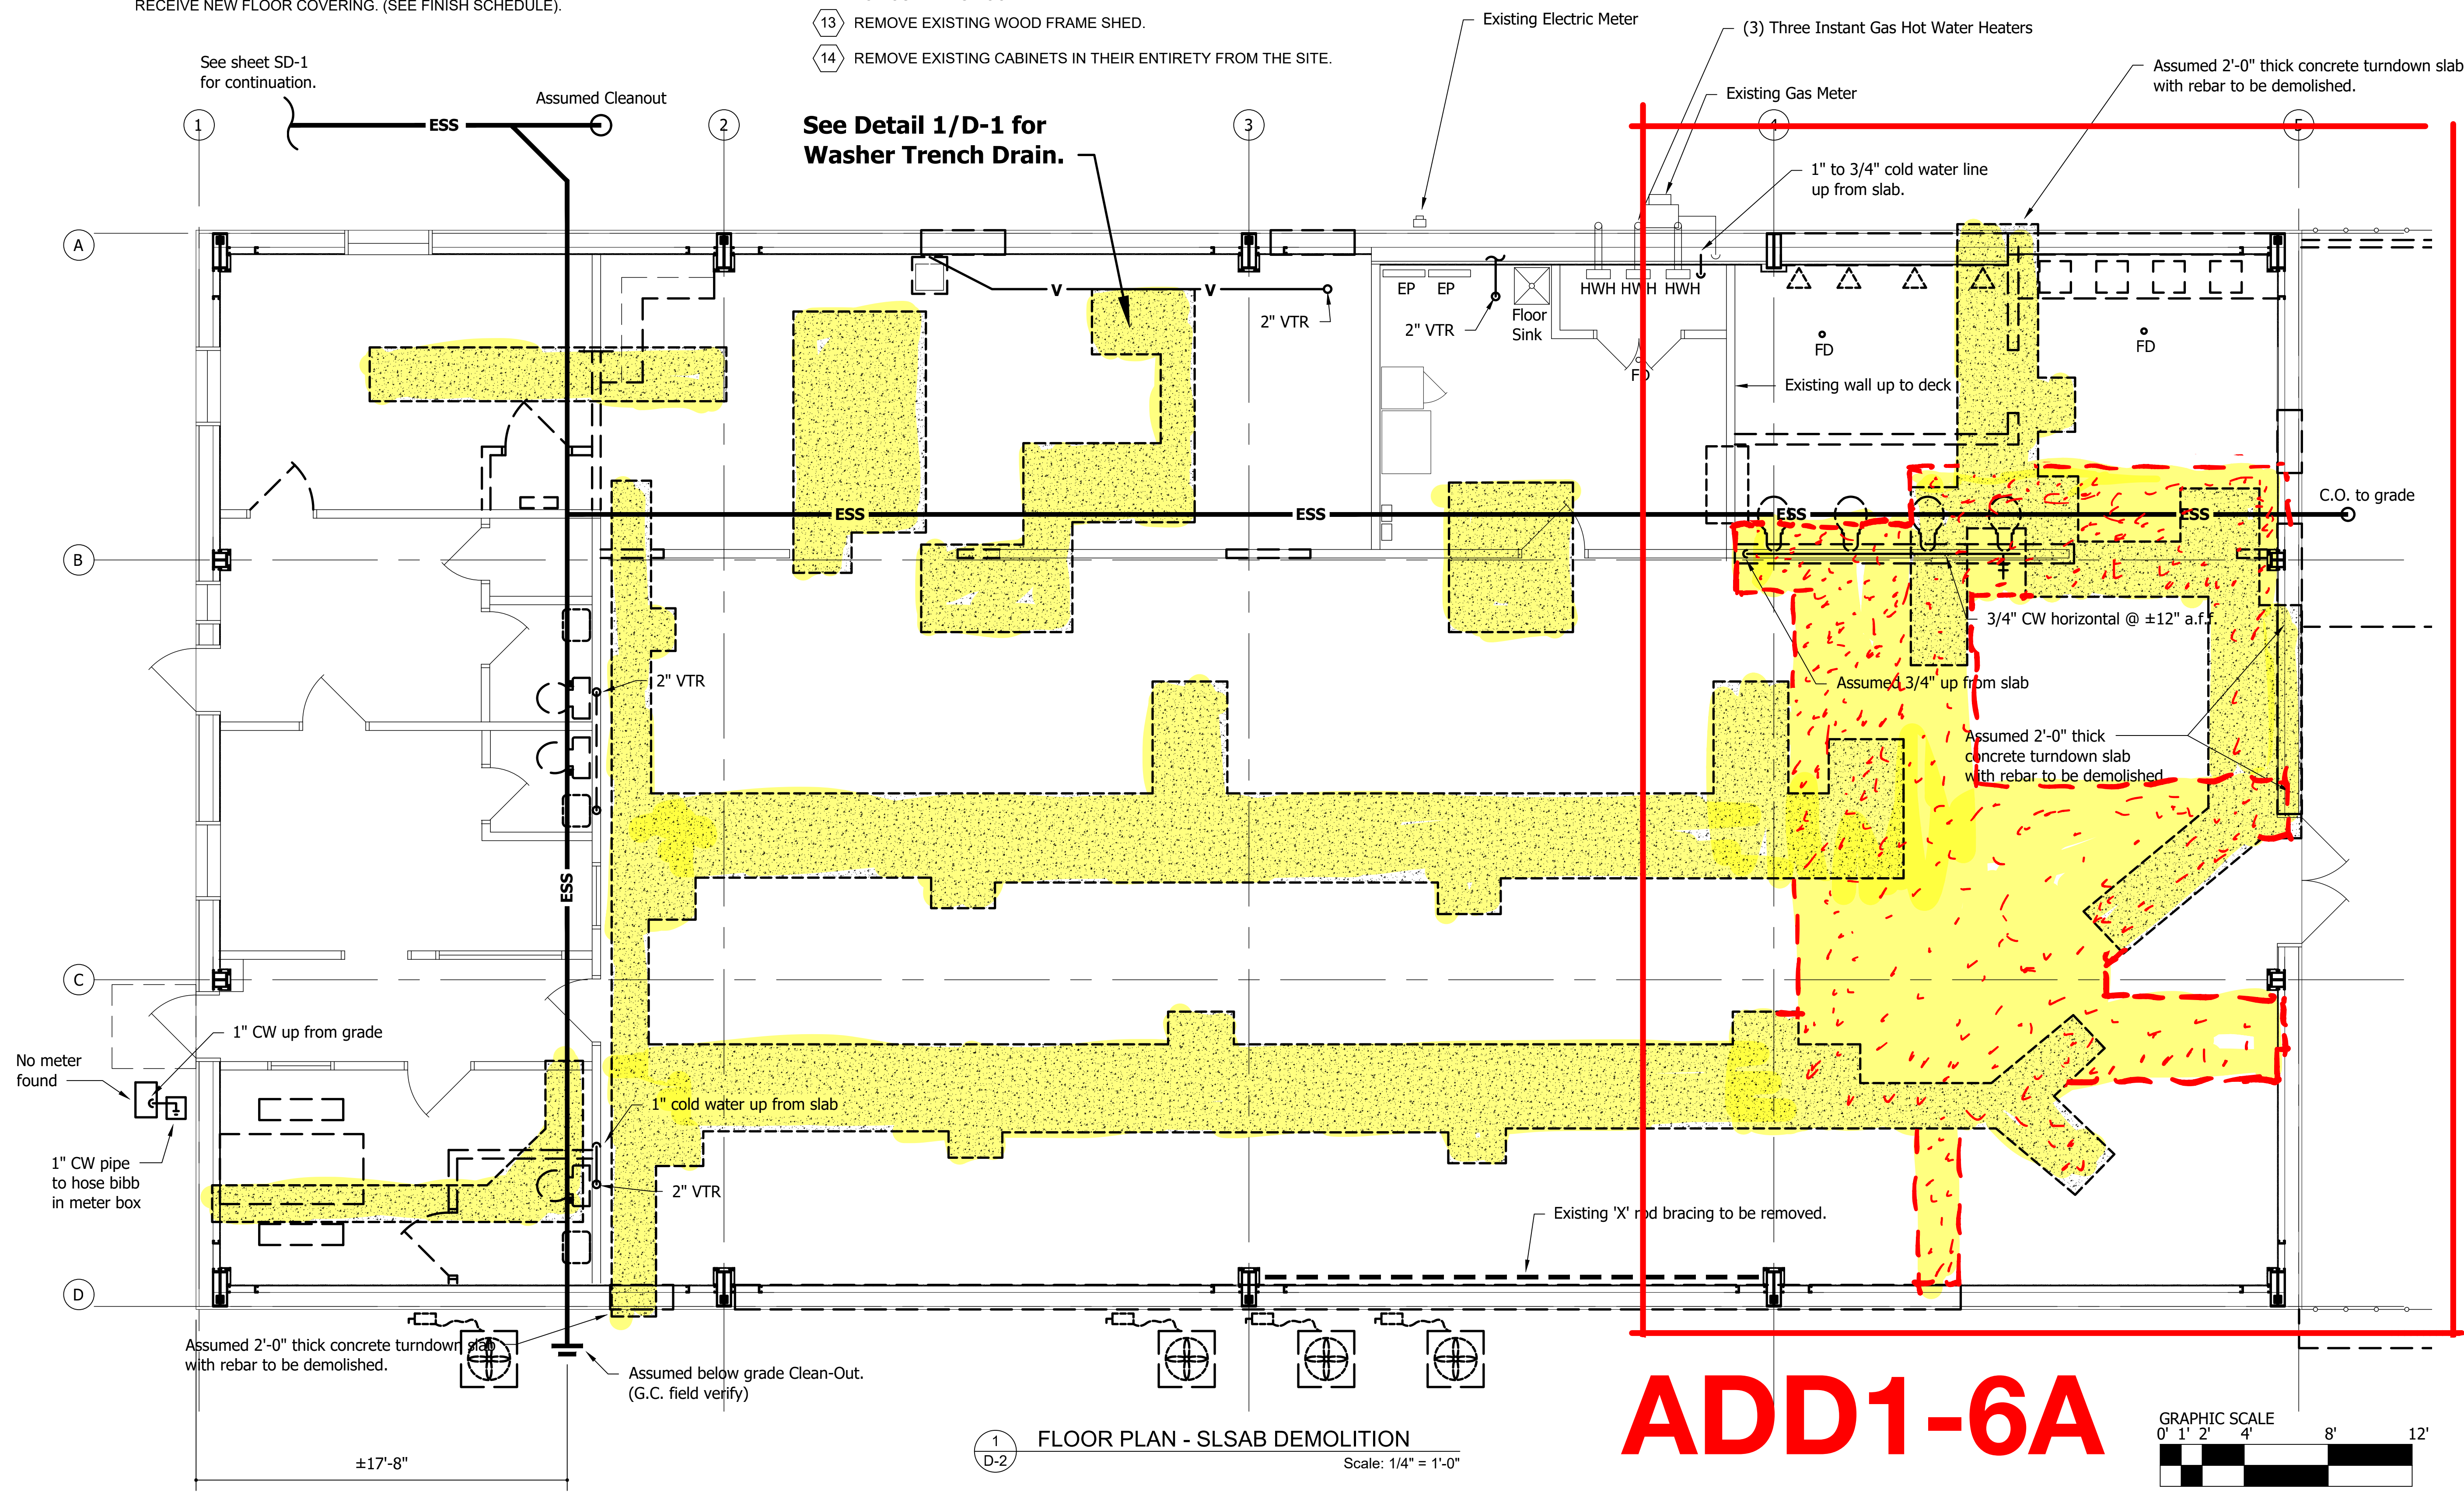 RECEIVE NEW FLOOR COVERING. (SEE FINISH SCHEDULE).
13 REMOVE EXISTING WOOD FRAME SHED.
14 REMOVE EXISTING CABINETS IN THEIR ENTIRETY FROM THE SITE.
Existing Electric Meter
(3) Three Instant Gas Hot Water Heaters
Assumed 2'-0" thick concrete turndown slab
with rebar to be demolished.
See sheet SD-1
for continuation.
Assumed Cleanout
Existing Gas Meter
1
ESS
2
See Detail 1/D-1 for
Washer Trench Drain.
3
4
5
1" to 3/4" cold water line
up from slab.
A
V
V
2" VTR
EP
EP
2" VTR
Floor
Sink
HWH
HWH
HWH
FD
FD
FD
Existing wall up to deck
ESS
ESS
ESS
ESS
C.O. to grade
B
3/4" CW horizontal @ ±12" a.f.f.
2" VTR
Assumed 3/4" up from slab
Assumed 2'-0" thick
concrete turndown slab
with rebar to be demolished
ESS
C
1" CW up from grade
No meter
found
1" cold water up from slab
1" CW pipe
to hose bibb
in meter box
2" VTR
Existing 'X' rod bracing to be removed.
D
Assumed 2'-0" thick concrete turndown slab
with rebar to be demolished.
Assumed below grade Clean-Out.
(G.C. field verify)
ADD1-6A
1
D-2
FLOOR PLAN - SLSAB DEMOLITION
Scale: 1/4" = 1'-0"
±17'-8"
GRAPHIC SCALE
0' 1' 2' 4' 8' 12'